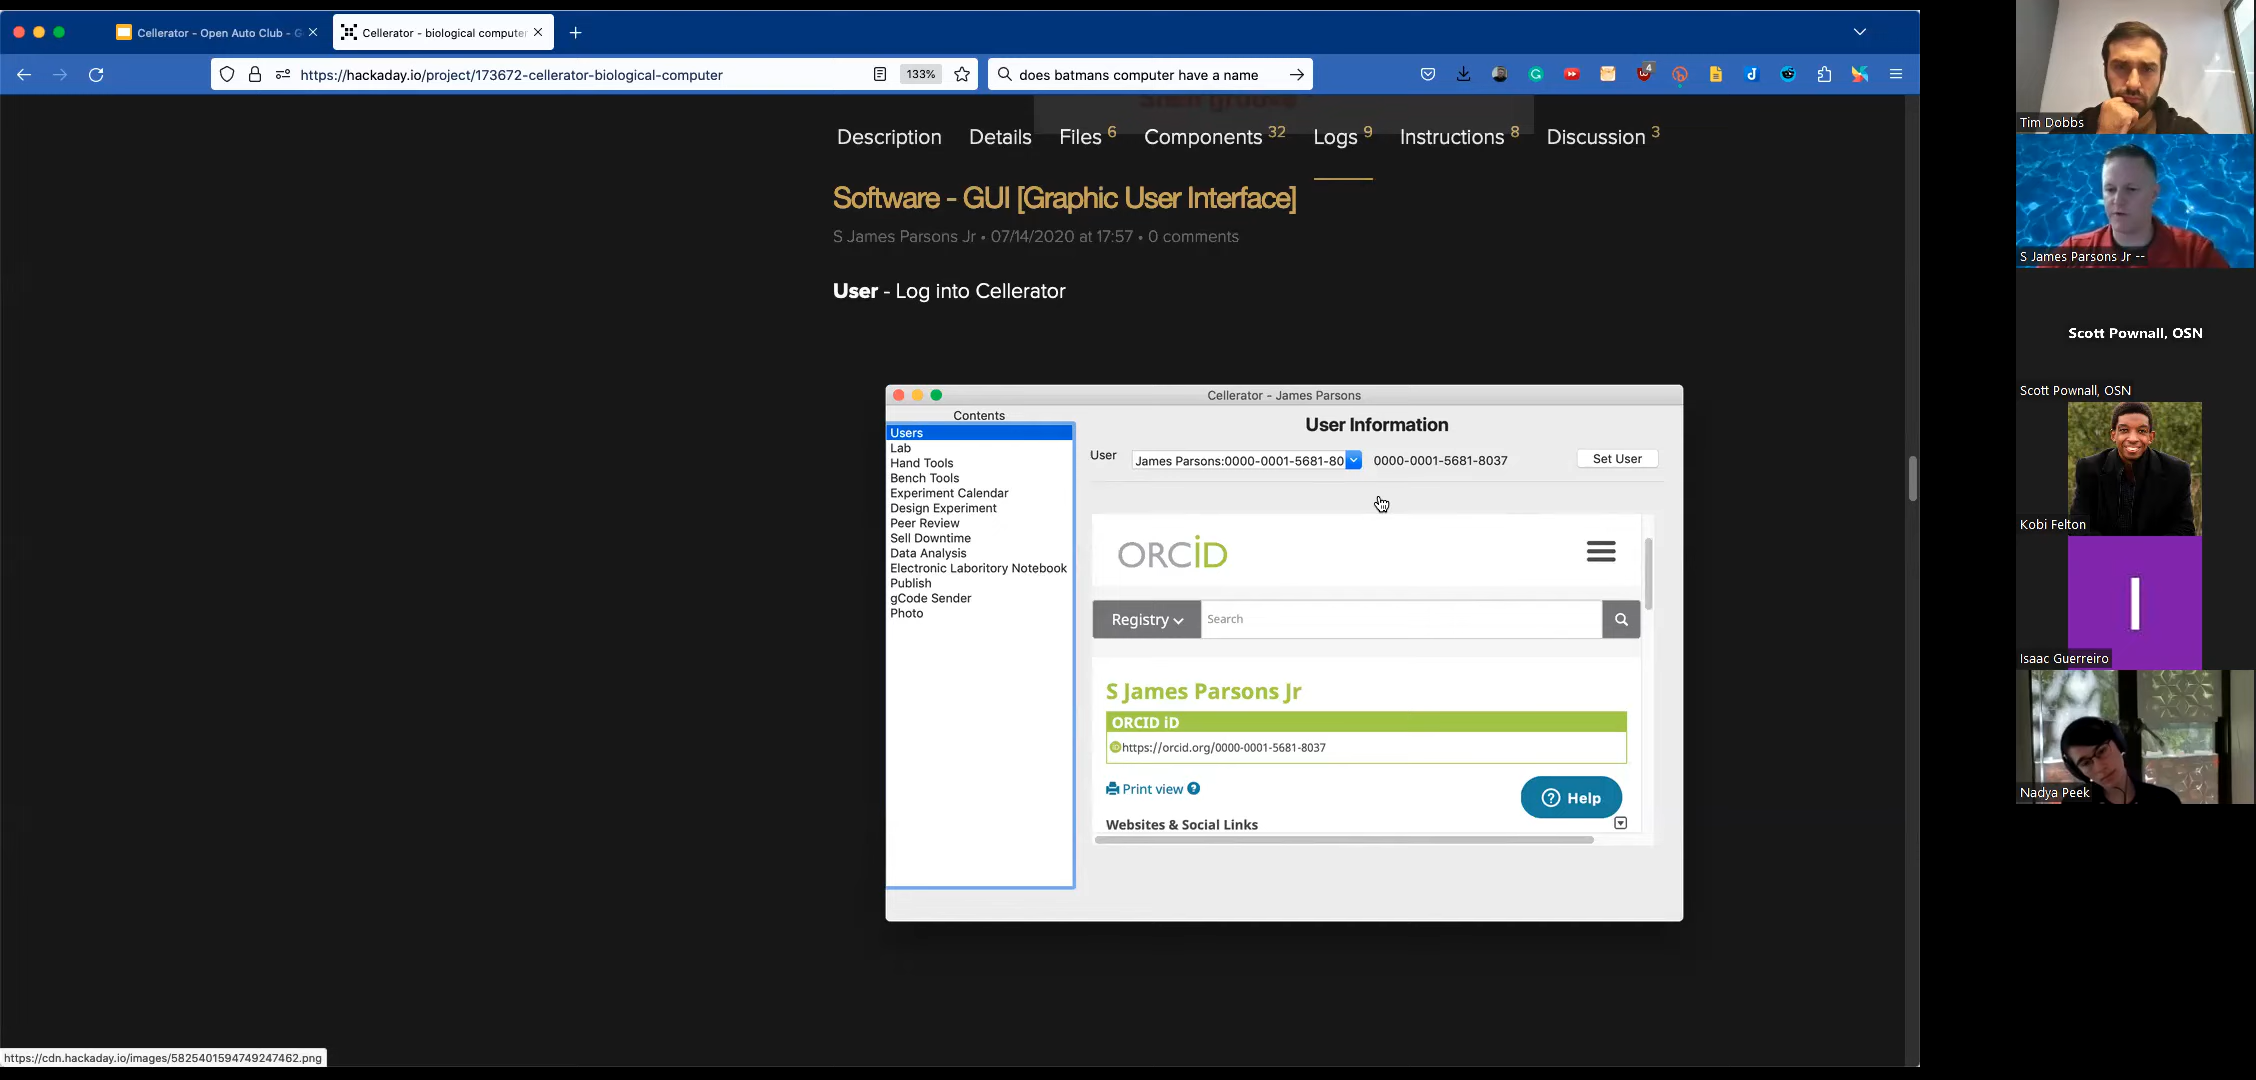 Cellerator - Open Auto Club - G
Cellerator - biological computer
https://hackaday.io/project/173672-cellerator-biological-computer
133%
does batmans computer have a name
4
Description Details Files 6 Components 32 Logs 9 Instructions 8 Discussion 3
Software - GUI [Graphic User Interface]
S James Parsons Jr • 07/14/2020 at 17:57 • 0 comments
User - Log into Cellerator
Cellerator - James Parsons
Contents
Users
Lab
Hand Tools
Bench Tools
Experiment Calendar
Design Experiment
Peer Review
Sell Downtime
Data Analysis
Electronic Laboritory Notebook
Publish
gCode Sender
Photo
User Information
User James Parsons:0000-0001-5681-80 0000-0001-5681-8037 Set User
ORCID
Registry Search
S James Parsons Jr
ORCID iD
https://orcid.org/0000-0001-5681-8037
Print view
Help
Websites & Social Links
https://cdn.hackaday.io/images/5825401594749247462.png
Tim Dobbs
S James Parsons Jr --
Scott Pownall, OSN
Scott Pownall, OSN
Kobi Felton
I
Isaac Guerreiro
Nadya Peek